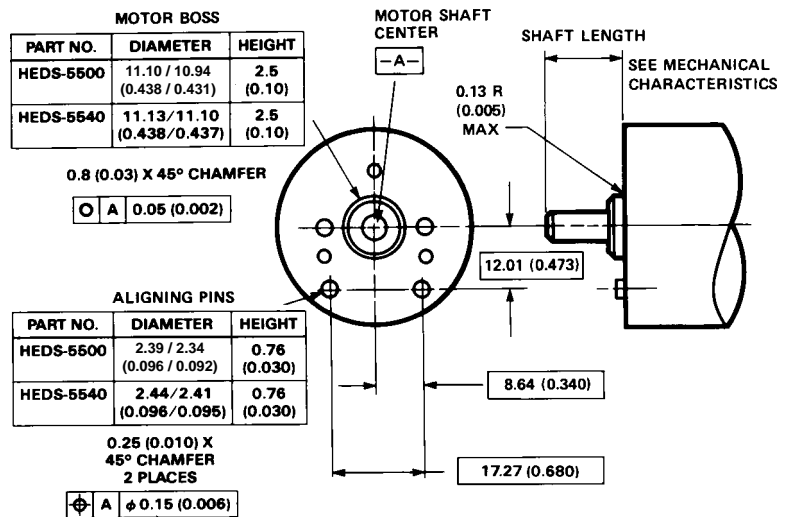 MOTOR BOSS
PART NO. DIAMETER HEIGHT
HEDS-5500 11.10 / 10.94 (0.438 / 0.431) 2.5 (0.10)
HEDS-5540 11.13/11.10 (0.438/0.437) 2.5 (0.10)
0.8 (0.03) X 45º CHAMFER
O A 0.05 (0.002)
MOTOR SHAFT
CENTER
–A–
SHAFT LENGTH
SEE MECHANICAL
CHARACTERISTICS
0.13 R
(0.005)
MAX
12.01 (0.473)
ALIGNING PINS
PART NO. DIAMETER HEIGHT
HEDS-5500 2.39 / 2.34 (0.096 / 0.092) 0.76 (0.030)
HEDS-5540 2.44/2.41 (0.096/0.095) 0.76 (0.030)
0.25 (0.010) X
45º CHAMFER
2 PLACES
⌖ A ϕ 0.15 (0.006)
8.64 (0.340)
17.27 (0.680)